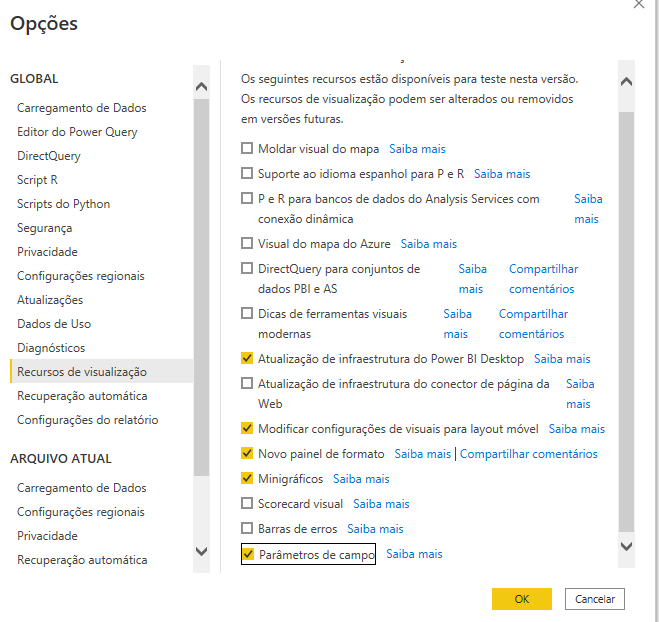 Opções
GLOBAL
Carregamento de Dados
Editor do Power Query
DirectQuery
Script R
Scripts do Python
Segurança
Privacidade
Configurações regionais
Atualizações
Dados de Uso
Diagnósticos
Recursos de visualização
Recuperação automática
Configurações do relatório
ARQUIVO ATUAL
Carregamento de Dados
Configurações regionais
Privacidade
Recuperação automática
Os seguintes recursos estão disponíveis para teste nesta versão.
Os recursos de visualização podem ser alterados ou removidos
em versões futuras.
Moldar visual do mapa Saiba mais
Suporte ao idioma espanhol para P e R Saiba mais
P e R para bancos de dados do Analysis Services com Saiba
conexão dinâmica mais
Visual do mapa do Azure Saiba mais
DirectQuery para conjuntos de Saiba Compartilhar
dados PBI e AS mais comentários
Dicas de ferramentas visuais Saiba Compartilhar
modernas mais comentários
Atualização de infraestrutura do Power BI Desktop Saiba mais
Atualização de infraestrutura do conector de página da Saiba
Web mais
Modificar configurações de visuais para layout móvel Saiba mais
Novo painel de formato Saiba mais | Compartilhar comentários
Minigráficos Saiba mais
Scorecard visual Saiba mais
Barras de erros Saiba mais
Parâmetros de campo Saiba mais
OK Cancelar